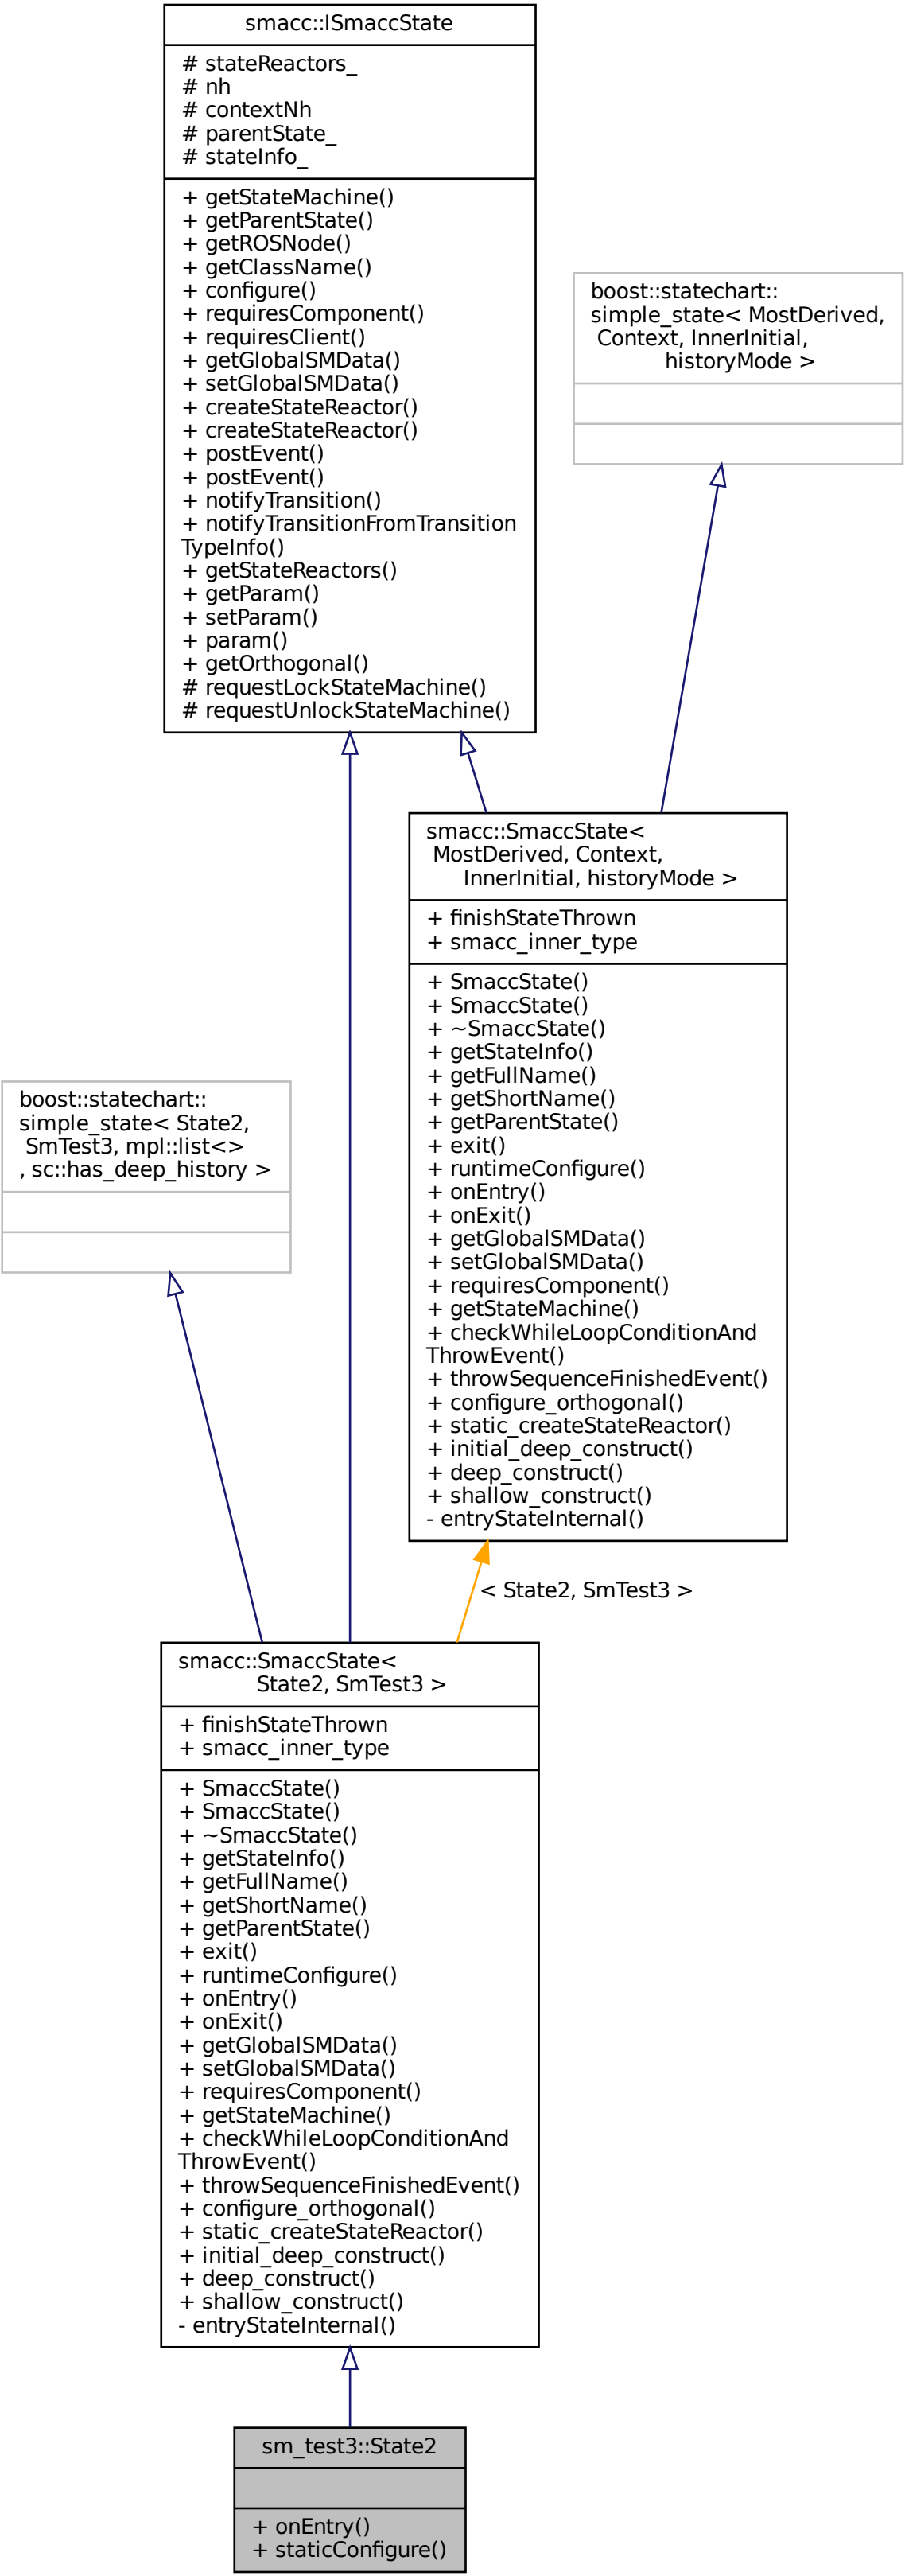 smacc::ISmaccState
# stateReactors_
# nh
# contextNh
# parentState_
# stateInfo_
+ getStateMachine()
+ getParentState()
+ getROSNode()
+ getClassName()
+ configure()
+ requiresComponent()
+ requiresClient()
+ getGlobalSMData()
+ setGlobalSMData()
+ createStateReactor()
+ createStateReactor()
+ postEvent()
+ postEvent()
+ notifyTransition()
+ notifyTransitionFromTransition
TypeInfo()
+ getStateReactors()
+ getParam()
+ setParam()
+ param()
+ getOrthogonal()
# requestLockStateMachine()
# requestUnlockStateMachine()
boost::statechart::
simple_state< MostDerived,
Context, InnerInitial,
historyMode >
smacc::SmaccState<
MostDerived, Context,
InnerInitial, historyMode >
+ finishStateThrown
+ smacc_inner_type
+ SmaccState()
+ SmaccState()
+ ~SmaccState()
+ getStateInfo()
+ getFullName()
+ getShortName()
+ getParentState()
+ exit()
+ runtimeConfigure()
+ onEntry()
+ onExit()
+ getGlobalSMData()
+ setGlobalSMData()
+ requiresComponent()
+ getStateMachine()
+ checkWhileLoopConditionAnd
ThrowEvent()
+ throwSequenceFinishedEvent()
+ configure_orthogonal()
+ static_createStateReactor()
+ initial_deep_construct()
+ deep_construct()
+ shallow_construct()
- entryStateInternal()
boost::statechart::
simple_state< State2,
SmTest3, mpl::list<>
, sc::has_deep_history >
< State2, SmTest3 >
smacc::SmaccState<
State2, SmTest3 >
+ finishStateThrown
+ smacc_inner_type
+ SmaccState()
+ SmaccState()
+ ~SmaccState()
+ getStateInfo()
+ getFullName()
+ getShortName()
+ getParentState()
+ exit()
+ runtimeConfigure()
+ onEntry()
+ onExit()
+ getGlobalSMData()
+ setGlobalSMData()
+ requiresComponent()
+ getStateMachine()
+ checkWhileLoopConditionAnd
ThrowEvent()
+ throwSequenceFinishedEvent()
+ configure_orthogonal()
+ static_createStateReactor()
+ initial_deep_construct()
+ deep_construct()
+ shallow_construct()
- entryStateInternal()
sm_test3::State2
+ onEntry()
+ staticConfigure()